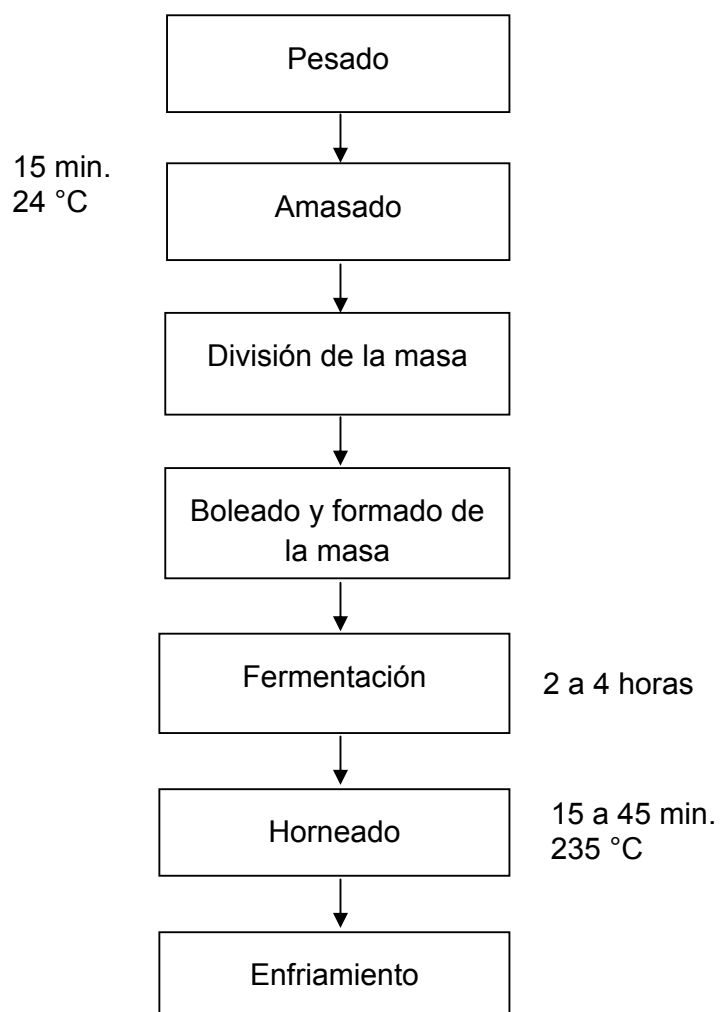 Pesado
15 min.
24 °C
Amasado
División de la masa
Boleado y formado de
la masa
Fermentación
2 a 4 horas
Horneado
15 a 45 min.
235 °C
Enfriamiento